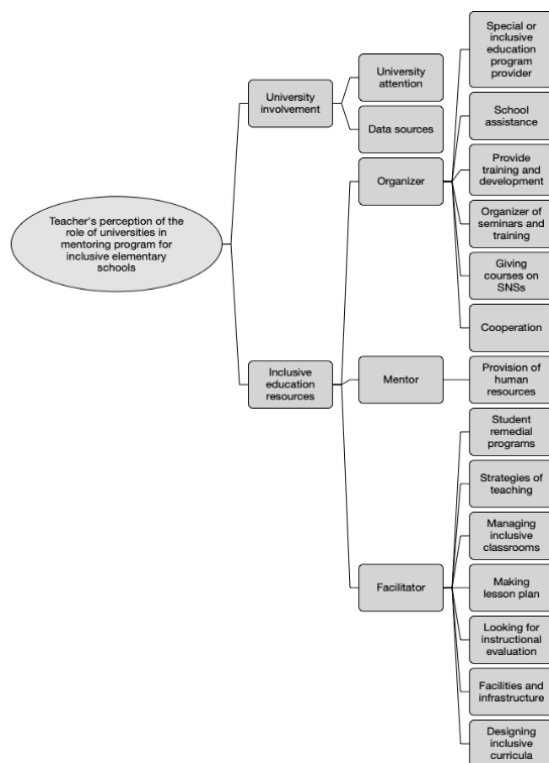 Teacher's perception of the
role of universities in
mentoring program for
inclusive elementary
schools
University
involvement
University
attention
Data sources
Inclusive
education
resources
Organizer
Special or
inclusive
education
program
provider
School
assistance
Provide
training and
development
Organizer of
seminars and
training
Giving
courses on
SNSs
Cooperation
Mentor
Provision of
human
resources
Facilitator
Student
remedial
programs
Strategies of
teaching
Managing
inclusive
classrooms
Making
lesson plan
Looking for
instructional
evaluation
Facilities and
infrastructure
Designing
inclusive
curricula